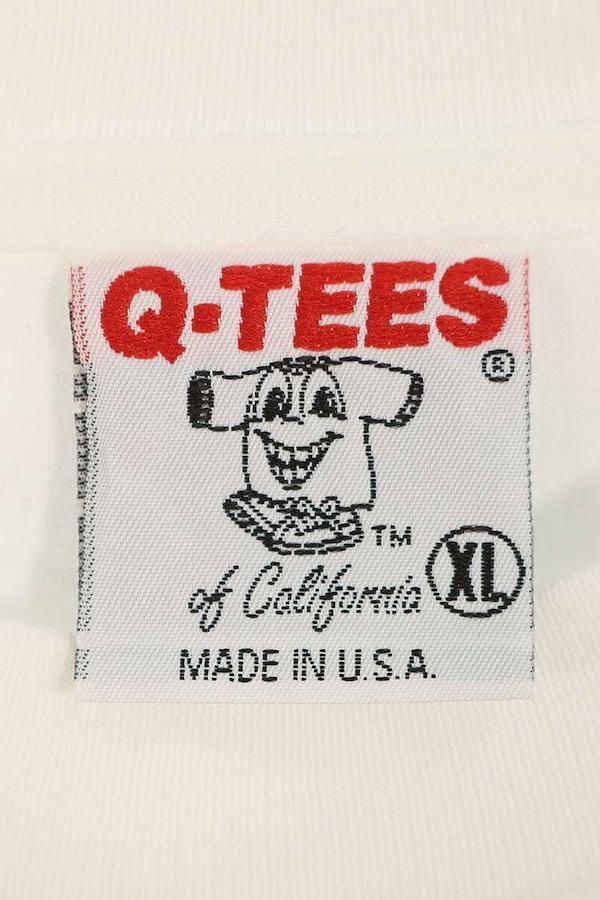 Q-TEES
®
TM
of California
XL
MADE IN U.S.A.